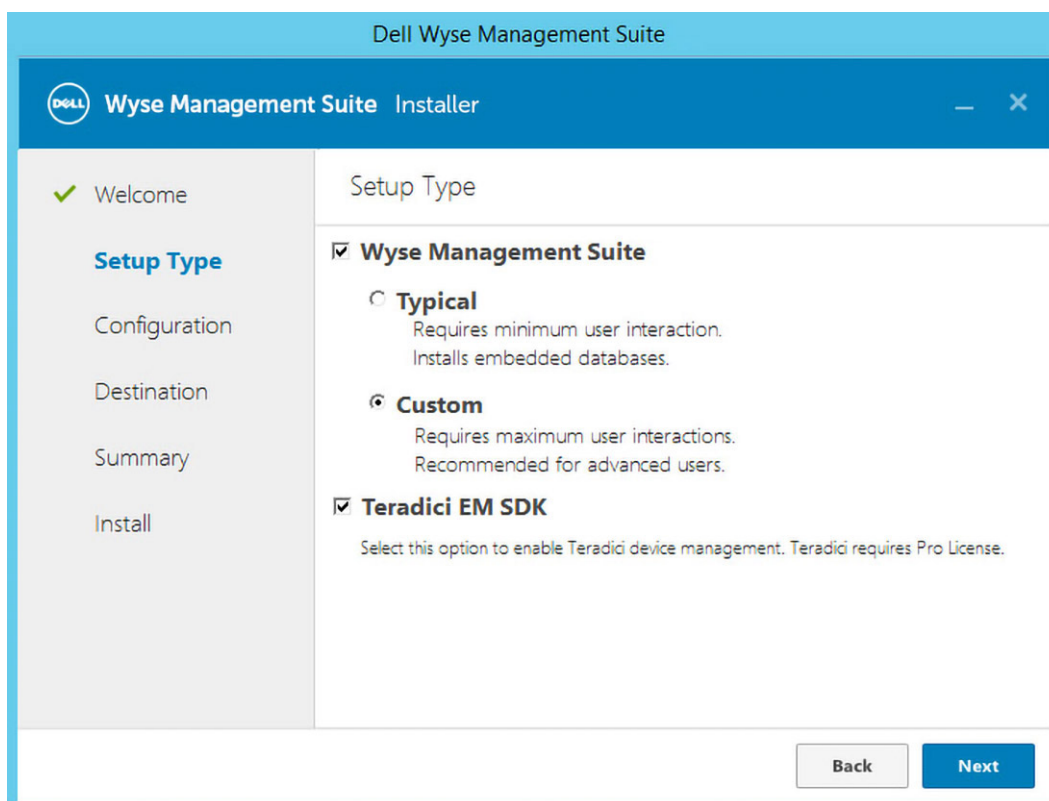 Dell Wyse Management Suite
DELL Wyse Management Suite Installer
Welcome
Setup Type
Configuration
Destination
Summary
Install
Setup Type
Wyse Management Suite
Typical
Requires minimum user interaction.
Installs embedded databases.
Custom
Requires maximum user interactions.
Recommended for advanced users.
Teradici EM SDK
Select this option to enable Teradici device management. Teradici requires Pro License.
Back
Next